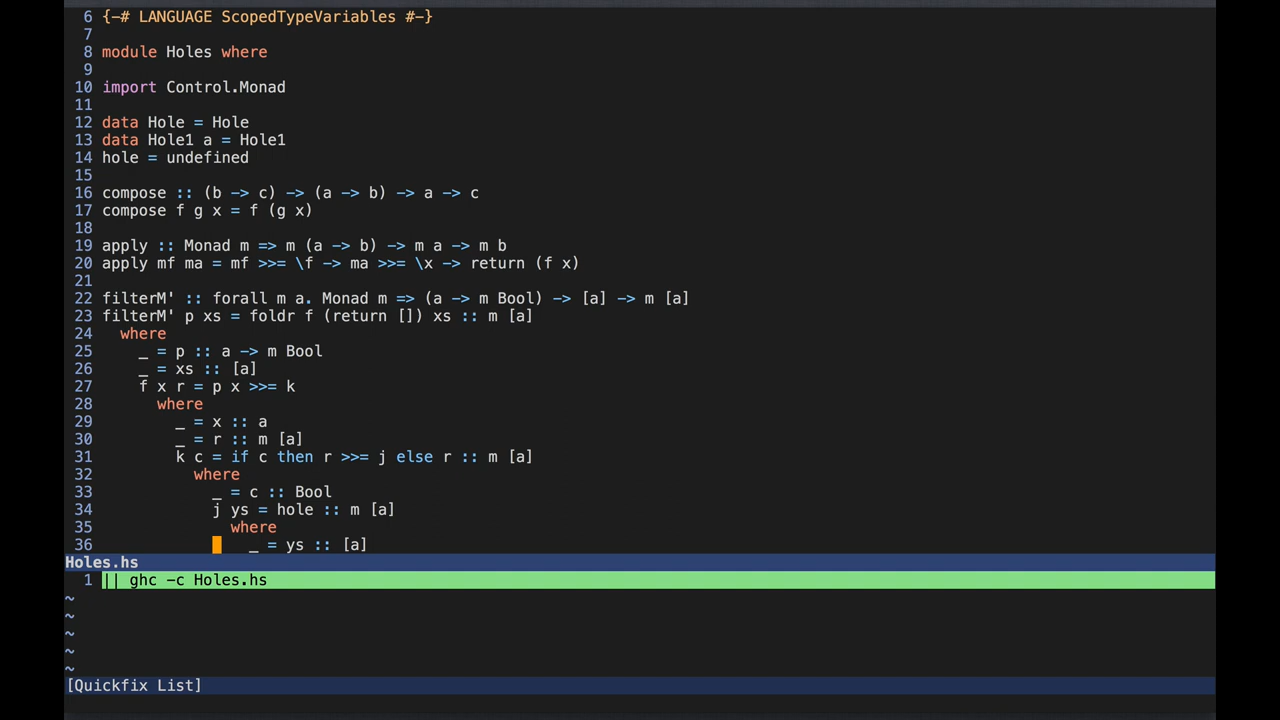 6 {-# LANGUAGE ScopedTypeVariables #-}
7
8 module Holes where
9
10 import Control.Monad
11
12 data Hole = Hole
13 data Hole1 a = Hole1
14 hole = undefined
15
16 compose :: (b -> c) -> (a -> b) -> a -> c
17 compose f g x = f (g x)
18
19 apply :: Monad m => m (a -> b) -> m a -> m b
20 apply mf ma = mf >>= \f -> ma >>= \x -> return (f x)
21
22 filterM' :: forall m a. Monad m => (a -> m Bool) -> [a] -> m [a]
23 filterM' p xs = foldr f (return []) xs :: m [a]
24   where
25     _ = p :: a -> m Bool
26     _ = xs :: [a]
27     f x r = p x >>= k
28       where
29         _ = x :: a
30         _ = r :: m [a]
31         k c = if c then r >>= j else r :: m [a]
32           where
33             _ = c :: Bool
34             j ys = hole :: m [a]
35               where
36                 _ = ys :: [a]
Holes.hs
1 || ghc -c Holes.hs
~
~
~
~
~
[Quickfix List]